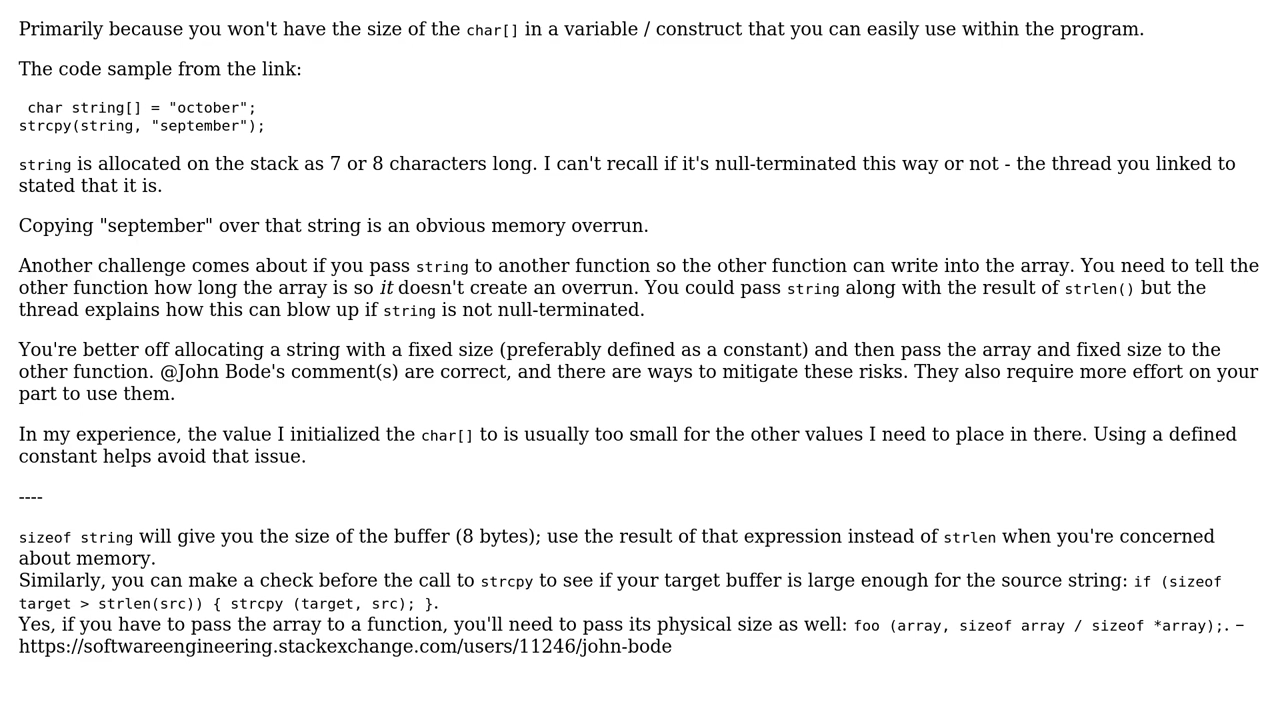 Primarily because you won't have the size of the char[] in a variable / construct that you can easily use within the program.
The code sample from the link:
char string[] = "october";
strcpy(string, "september");
string is allocated on the stack as 7 or 8 characters long. I can't recall if it's null-terminated this way or not - the thread you linked to
stated that it is.
Copying "september" over that string is an obvious memory overrun.
Another challenge comes about if you pass string to another function so the other function can write into the array. You need to tell the
other function how long the array is so it doesn't create an overrun. You could pass string along with the result of strlen() but the
thread explains how this can blow up if string is not null-terminated.
You're better off allocating a string with a fixed size (preferably defined as a constant) and then pass the array and fixed size to the
other function. @John Bode's comment(s) are correct, and there are ways to mitigate these risks. They also require more effort on your
part to use them.
In my experience, the value I initialized the char[] to is usually too small for the other values I need to place in there. Using a defined
constant helps avoid that issue.
----
sizeof string will give you the size of the buffer (8 bytes); use the result of that expression instead of strlen when you're concerned
about memory.
Similarly, you can make a check before the call to strcpy to see if your target buffer is large enough for the source string: if (sizeof
target > strlen(src)) { strcpy (target, src); }.
Yes, if you have to pass the array to a function, you'll need to pass its physical size as well: foo (array, sizeof array / sizeof *array);. –
https://softwareengineering.stackexchange.com/users/11246/john-bode